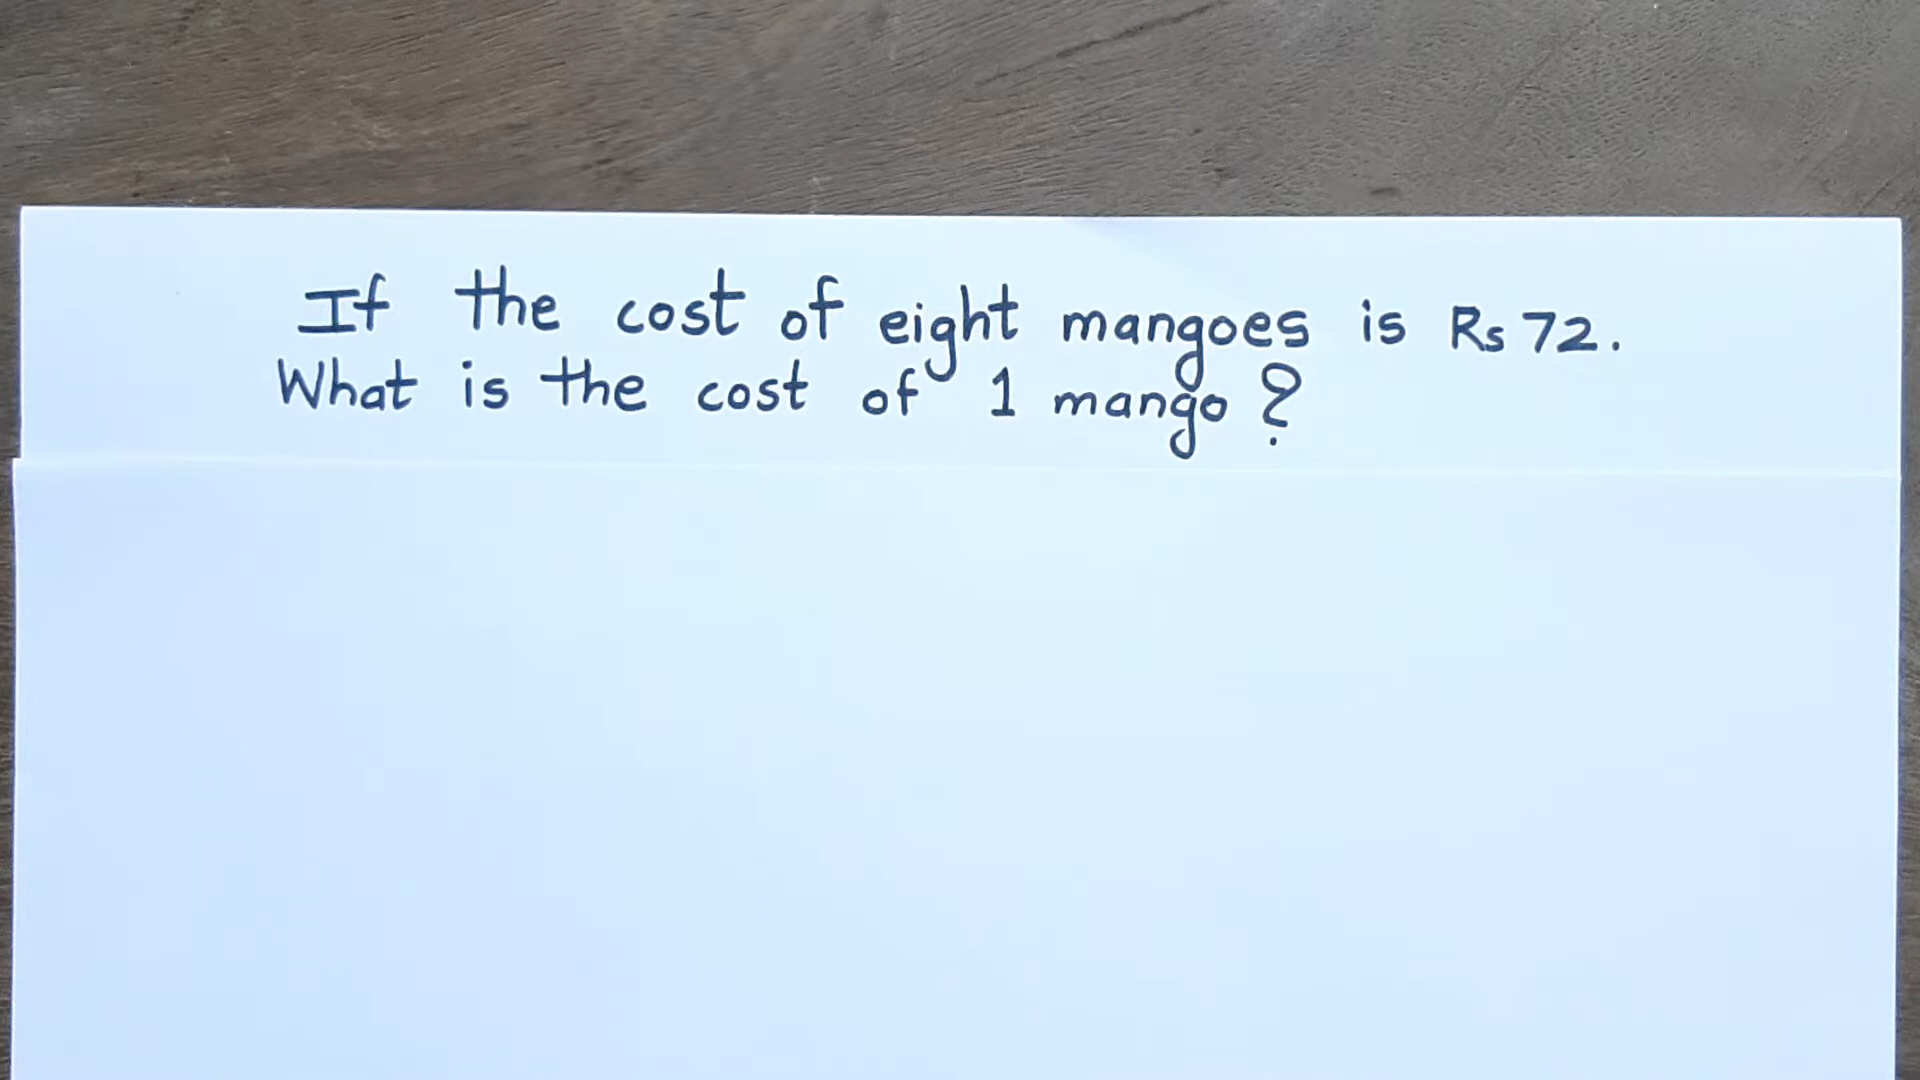 If the cost of eight mangoes is Rs 72.
What is the cost of 1 mango ?